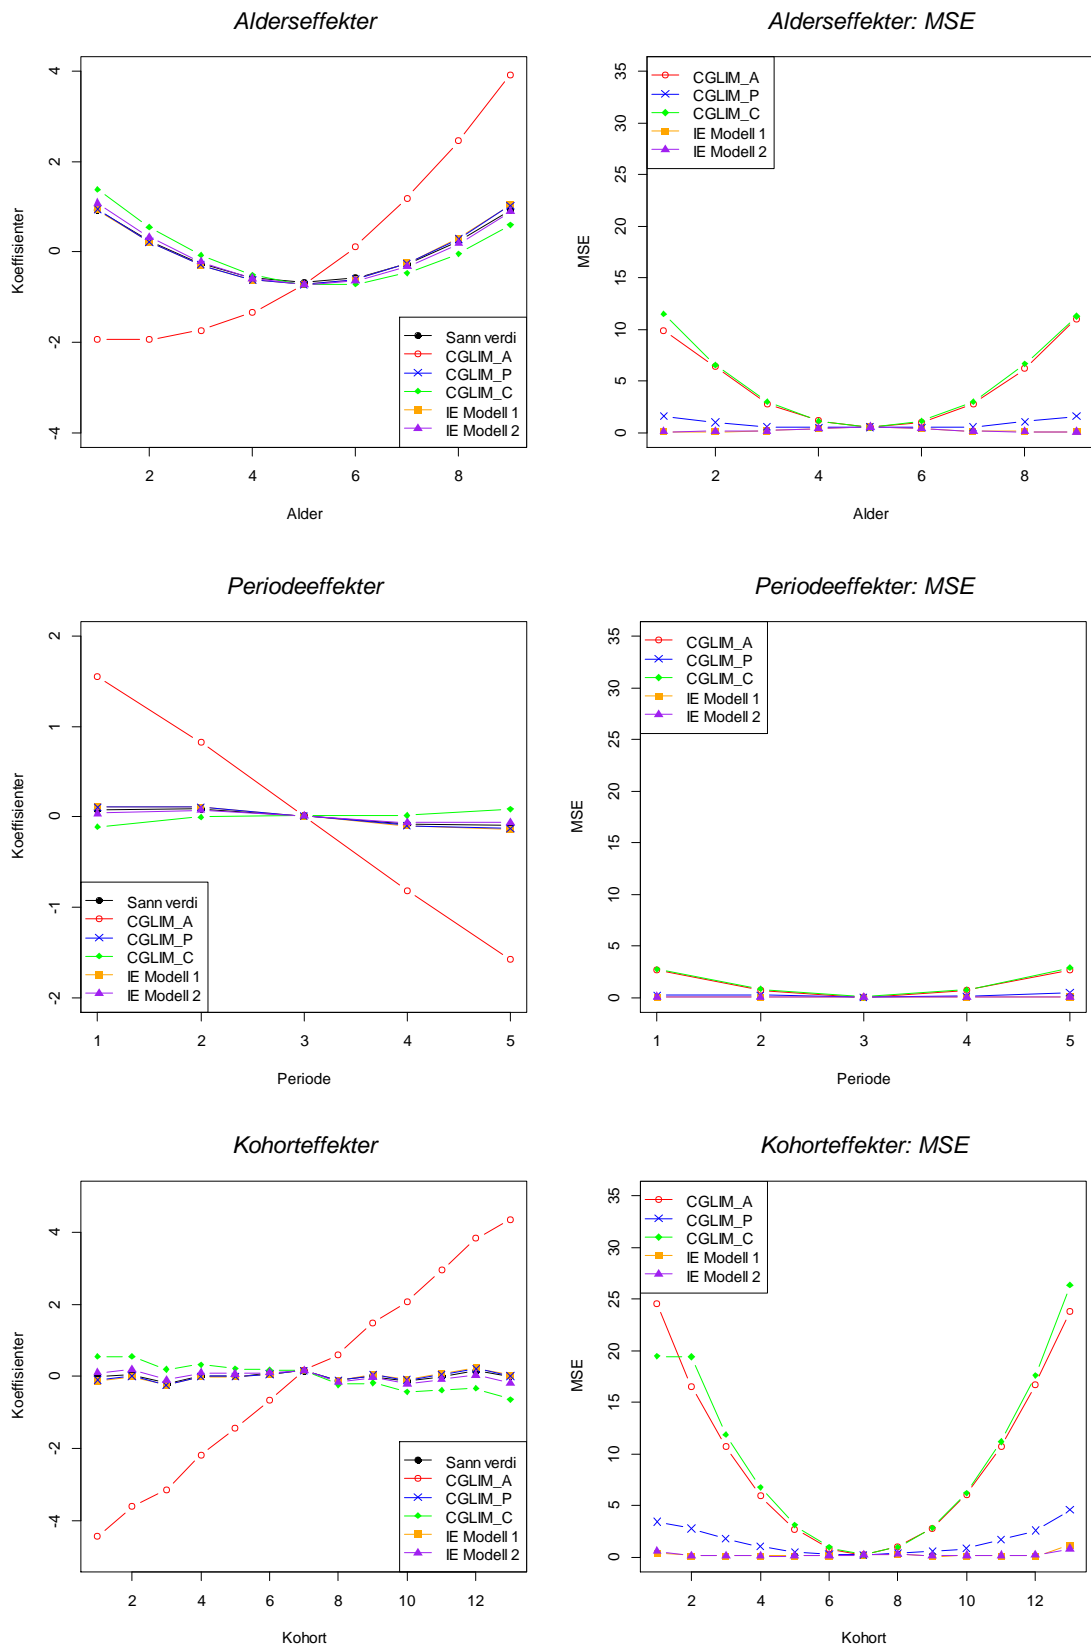 Alderseffekter
Koeffisienter
4
2
0
-2
-4
Sann verdi
CGLIM_A
CGLIM_P
CGLIM_C
IE Modell 1
IE Modell 2
2
4
6
8
Alder
Alderseffekter: MSE
MSE
35
30
25
20
15
10
5
0
CGLIM_A
CGLIM_P
CGLIM_C
IE Modell 1
IE Modell 2
2
4
6
8
Alder
Periodeeffekter
Koeffisienter
2
1
0
-1
-2
Sann verdi
CGLIM_A
CGLIM_P
CGLIM_C
IE Modell 1
IE Modell 2
1
2
3
4
5
Periode
Periodeeffekter: MSE
MSE
35
30
25
20
15
10
5
0
CGLIM_A
CGLIM_P
CGLIM_C
IE Modell 1
IE Modell 2
1
2
3
4
5
Periode
Kohorteffekter
Koeffisienter
4
2
0
-2
-4
Sann verdi
CGLIM_A
CGLIM_P
CGLIM_C
IE Modell 1
IE Modell 2
2
4
6
8
10
12
Kohort
Kohorteffekter: MSE
MSE
35
30
25
20
15
10
5
0
CGLIM_A
CGLIM_P
CGLIM_C
IE Modell 1
IE Modell 2
2
4
6
8
10
12
Kohort